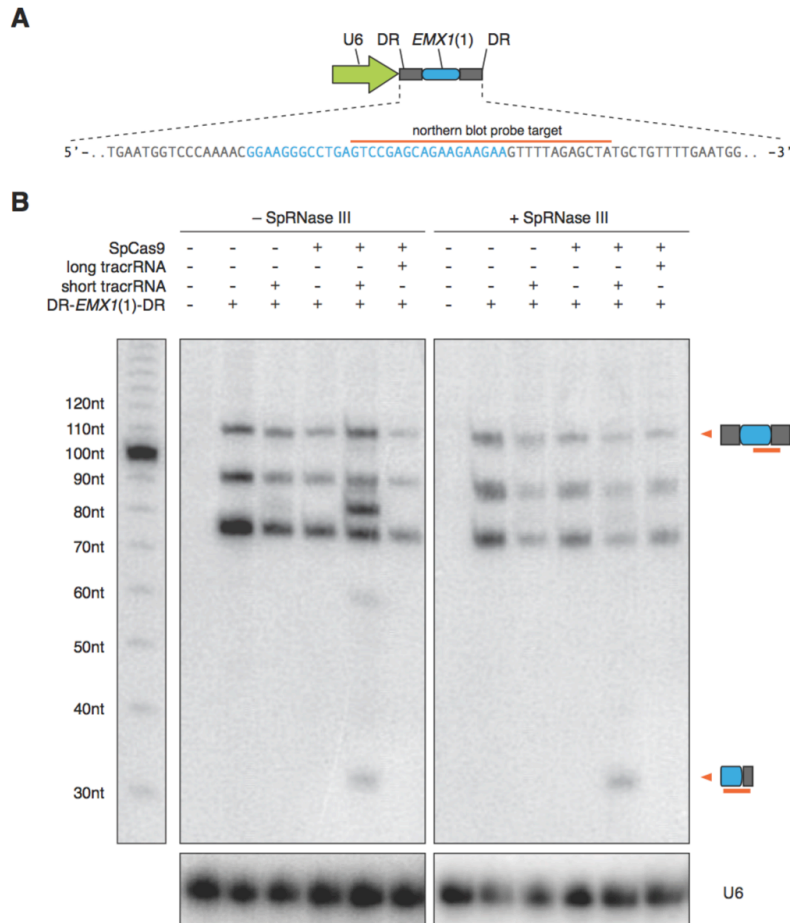 A
U6 DR EMX1(1) DR
northern blot probe target
5'-..TGAATGGTCCCAAAACGGAAGGGCCTGAGTCCGAGCAGAAGAAGAAGTTTTAGAGCTATGCTGTTTTGAATGG.. -3'
B
– SpRNase III + SpRNase III
SpCas9 - - - + + + - - - + + +
long tracrRNA - - - - - + - - - - - +
short tracrRNA - - + - + - - - + - + -
DR-EMX1(1)-DR - + + + + + - + + + + +
120nt
110nt
100nt
90nt
80nt
70nt
60nt
50nt
40nt
30nt
U6